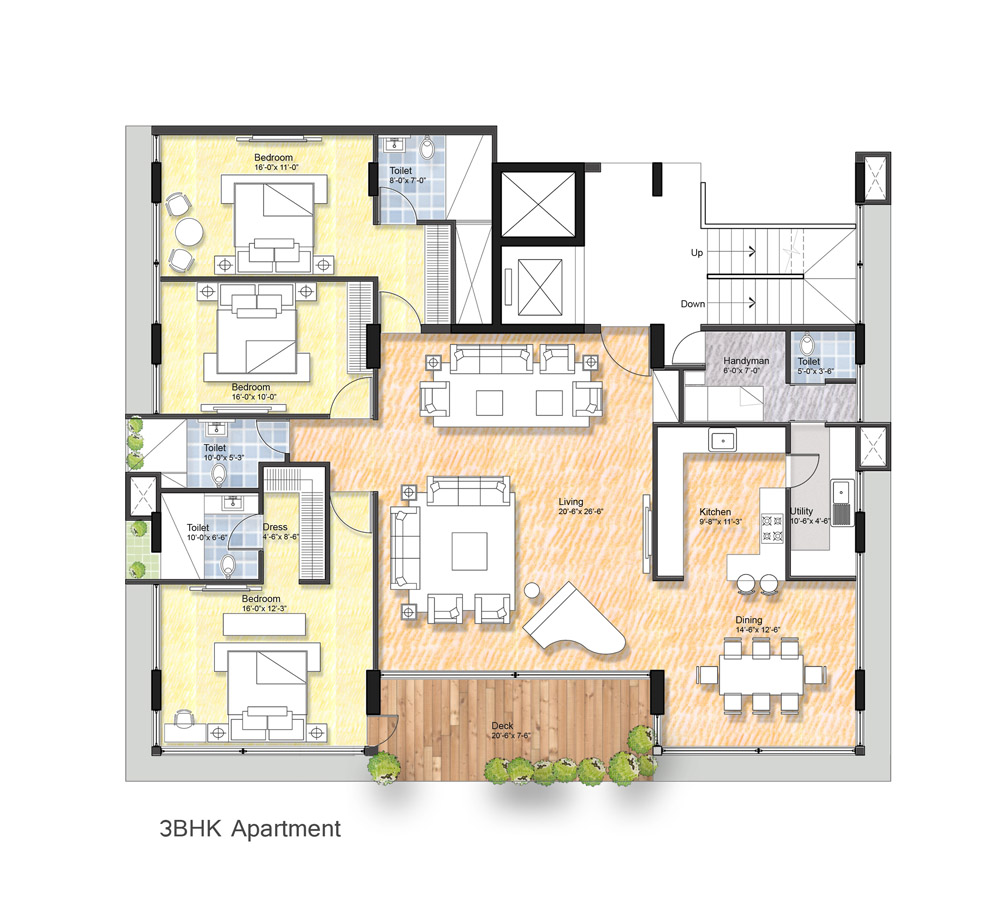 Bedroom
16'-0"x 11'-0"
Toilet
8'-0"x 7'-0"
Up
Down
Handyman
6'-0"x 7'-0"
Toilet
5'-0"x 3'-6"
Bedroom
16'-0"x 10'-0"
Toilet
10'-0"x 5'-3"
Living
20'-6"x 26'-6"
Kitchen
9'-8"x 11'-3"
Utility
10'-6"x 4'-6"
Toilet
10'-0"x 6'-6"
Dress
4'-6"x 8'-6"
Bedroom
16'-0"x 12'-3"
Dining
14'-6"x 12'-6"
Deck
20'-6"x 7'-6"
3BHK Apartment